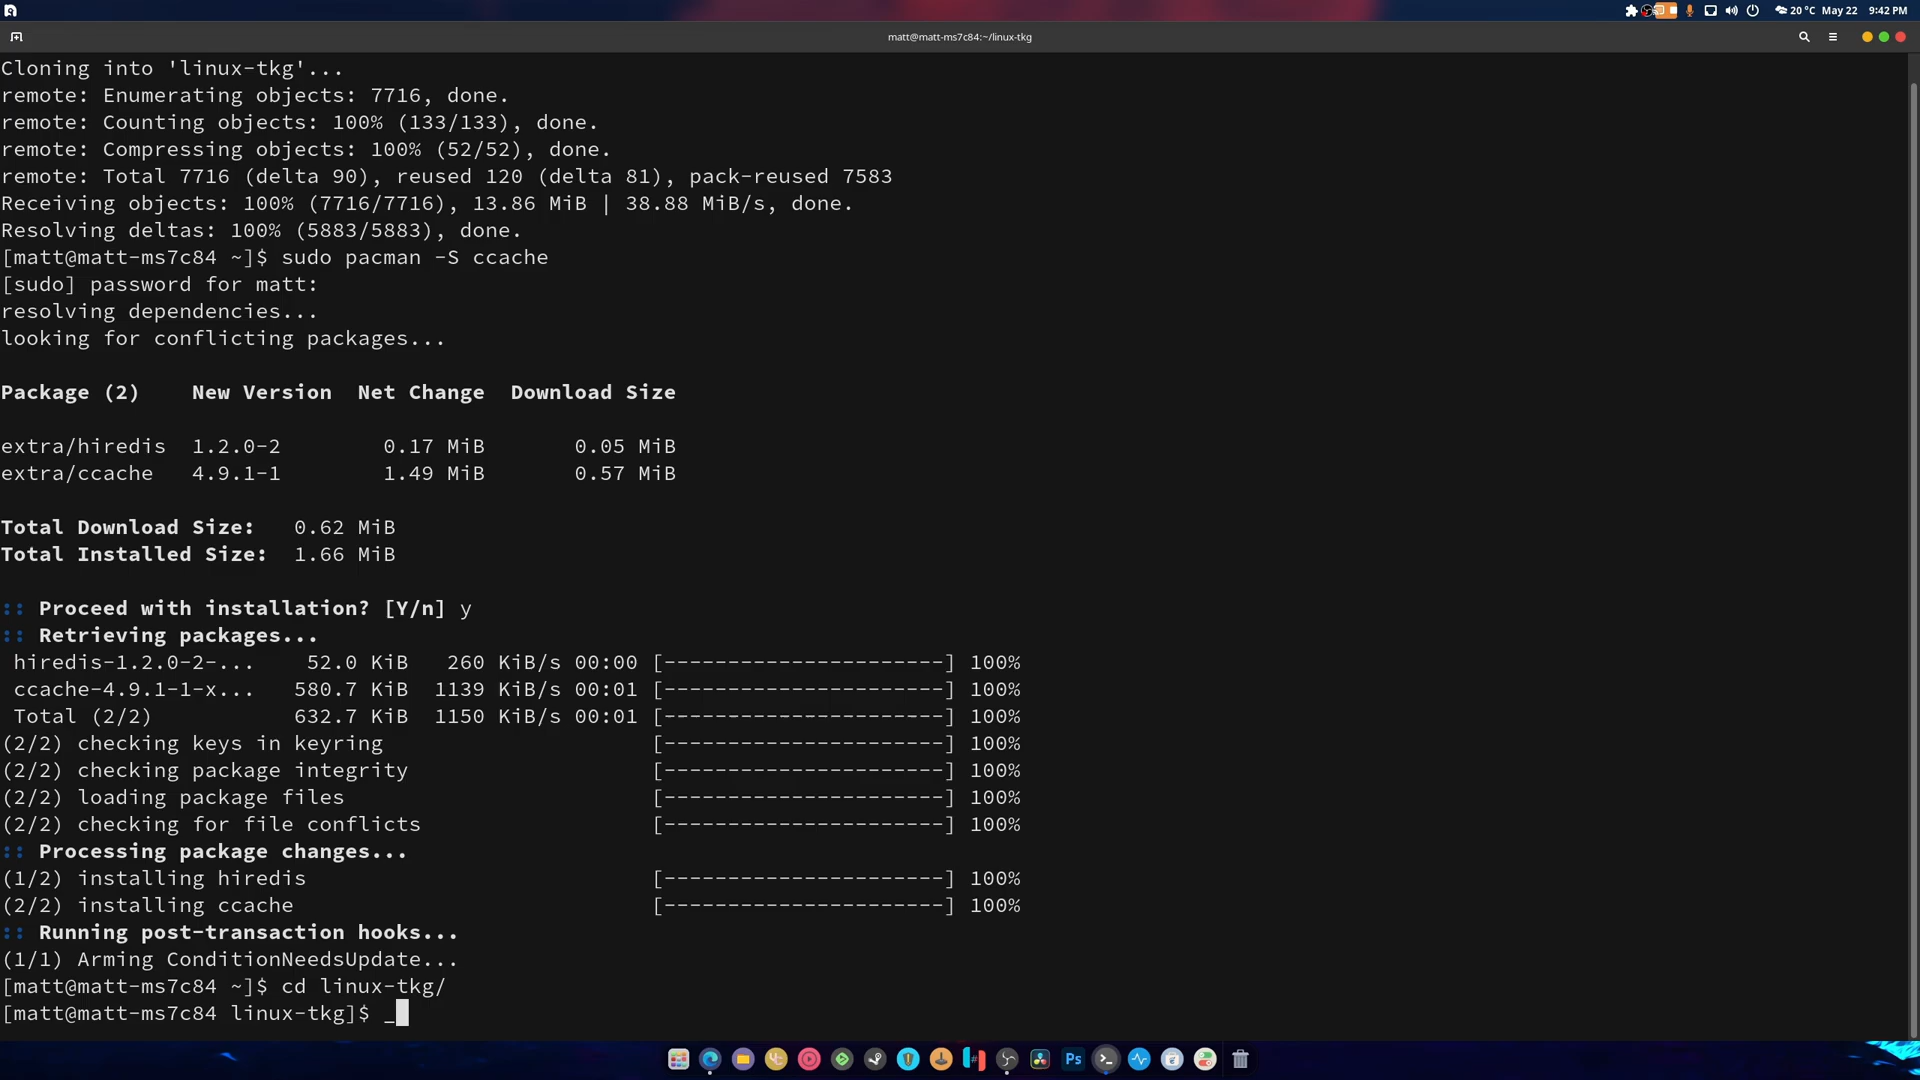 20 °C May 22 9:42 PM
matt@matt-ms7c84:~/linux-tkg
Cloning into 'linux-tkg'...
remote: Enumerating objects: 7716, done.
remote: Counting objects: 100% (133/133), done.
remote: Compressing objects: 100% (52/52), done.
remote: Total 7716 (delta 90), reused 120 (delta 81), pack-reused 7583
Receiving objects: 100% (7716/7716), 13.86 MiB | 38.88 MiB/s, done.
Resolving deltas: 100% (5883/5883), done.
[matt@matt-ms7c84 ~]$ sudo pacman -S ccache
[sudo] password for matt:
resolving dependencies...
looking for conflicting packages...
Package (2) New Version Net Change Download Size
extra/hiredis 1.2.0-2 0.17 MiB 0.05 MiB
extra/ccache 4.9.1-1 1.49 MiB 0.57 MiB
Total Download Size: 0.62 MiB
Total Installed Size: 1.66 MiB
:: Proceed with installation? [Y/n] y
:: Retrieving packages...
hiredis-1.2.0-2-... 52.0 KiB 260 KiB/s 00:00 [----------------------] 100%
ccache-4.9.1-1-x... 580.7 KiB 1139 KiB/s 00:01 [----------------------] 100%
Total (2/2) 632.7 KiB 1150 KiB/s 00:01 [----------------------] 100%
(2/2) checking keys in keyring [----------------------] 100%
(2/2) checking package integrity [----------------------] 100%
(2/2) loading package files [----------------------] 100%
(2/2) checking for file conflicts [----------------------] 100%
:: Processing package changes...
(1/2) installing hiredis [----------------------] 100%
(2/2) installing ccache [----------------------] 100%
:: Running post-transaction hooks...
(1/1) Arming ConditionNeedsUpdate...
[matt@matt-ms7c84 ~]$ cd linux-tkg/
[matt@matt-ms7c84 linux-tkg]$ _
Ps